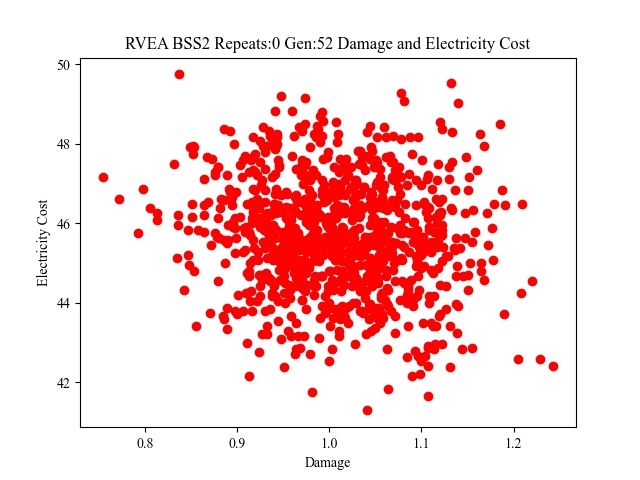 RVEA BSS2 Repeats:0 Gen:52 Damage and Electricity Cost
50
48
46
44
42
Electricity Cost
0.8 0.9 1.0 1.1 1.2
Damage